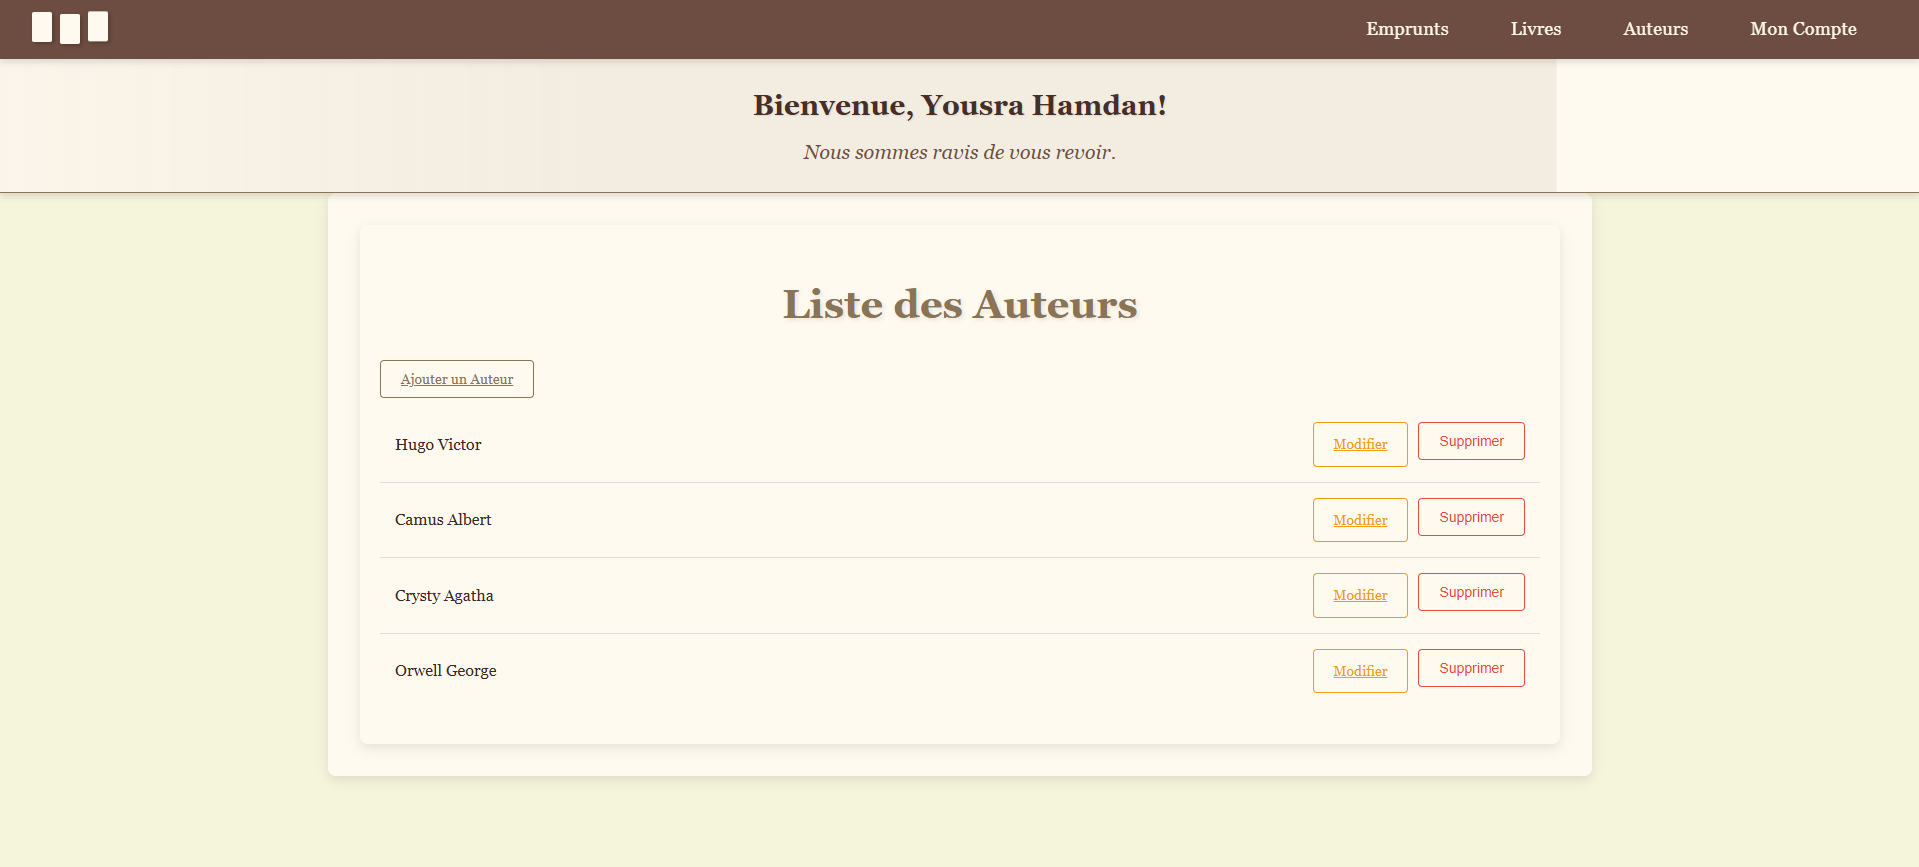 Emprunts Livres Auteurs Mon Compte
Bienvenue, Yousra Hamdan!
Nous sommes ravis de vous revoir.
Liste des Auteurs
Ajouter un Auteur
Hugo Victor Modifier Supprimer
Camus Albert Modifier Supprimer
Crysty Agatha Modifier Supprimer
Orwell George Modifier Supprimer